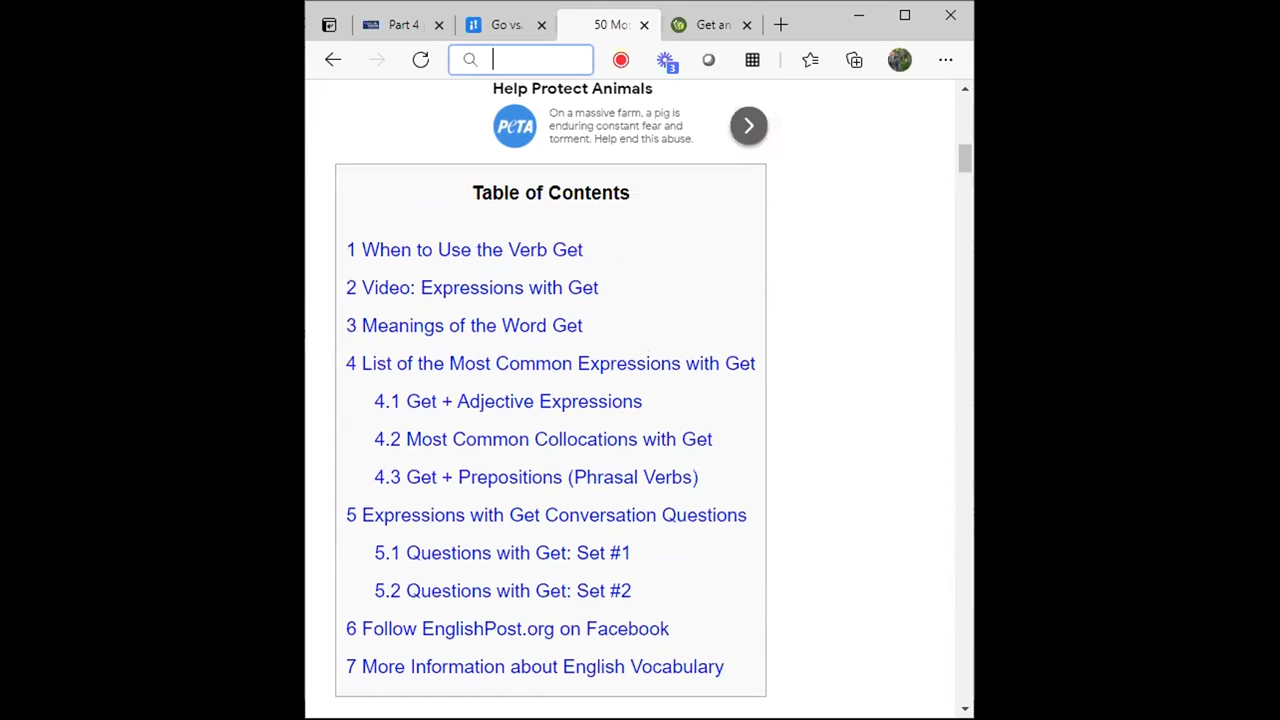 Part 4
Go vs.
50 Mo
Get an
3
Help Protect Animals
PeTA
On a massive farm, a pig is
enduring constant fear and
torment. Help end this abuse.
Table of Contents
1 When to Use the Verb Get
2 Video: Expressions with Get
3 Meanings of the Word Get
4 List of the Most Common Expressions with Get
4.1 Get + Adjective Expressions
4.2 Most Common Collocations with Get
4.3 Get + Prepositions (Phrasal Verbs)
5 Expressions with Get Conversation Questions
5.1 Questions with Get: Set #1
5.2 Questions with Get: Set #2
6 Follow EnglishPost.org on Facebook
7 More Information about English Vocabulary